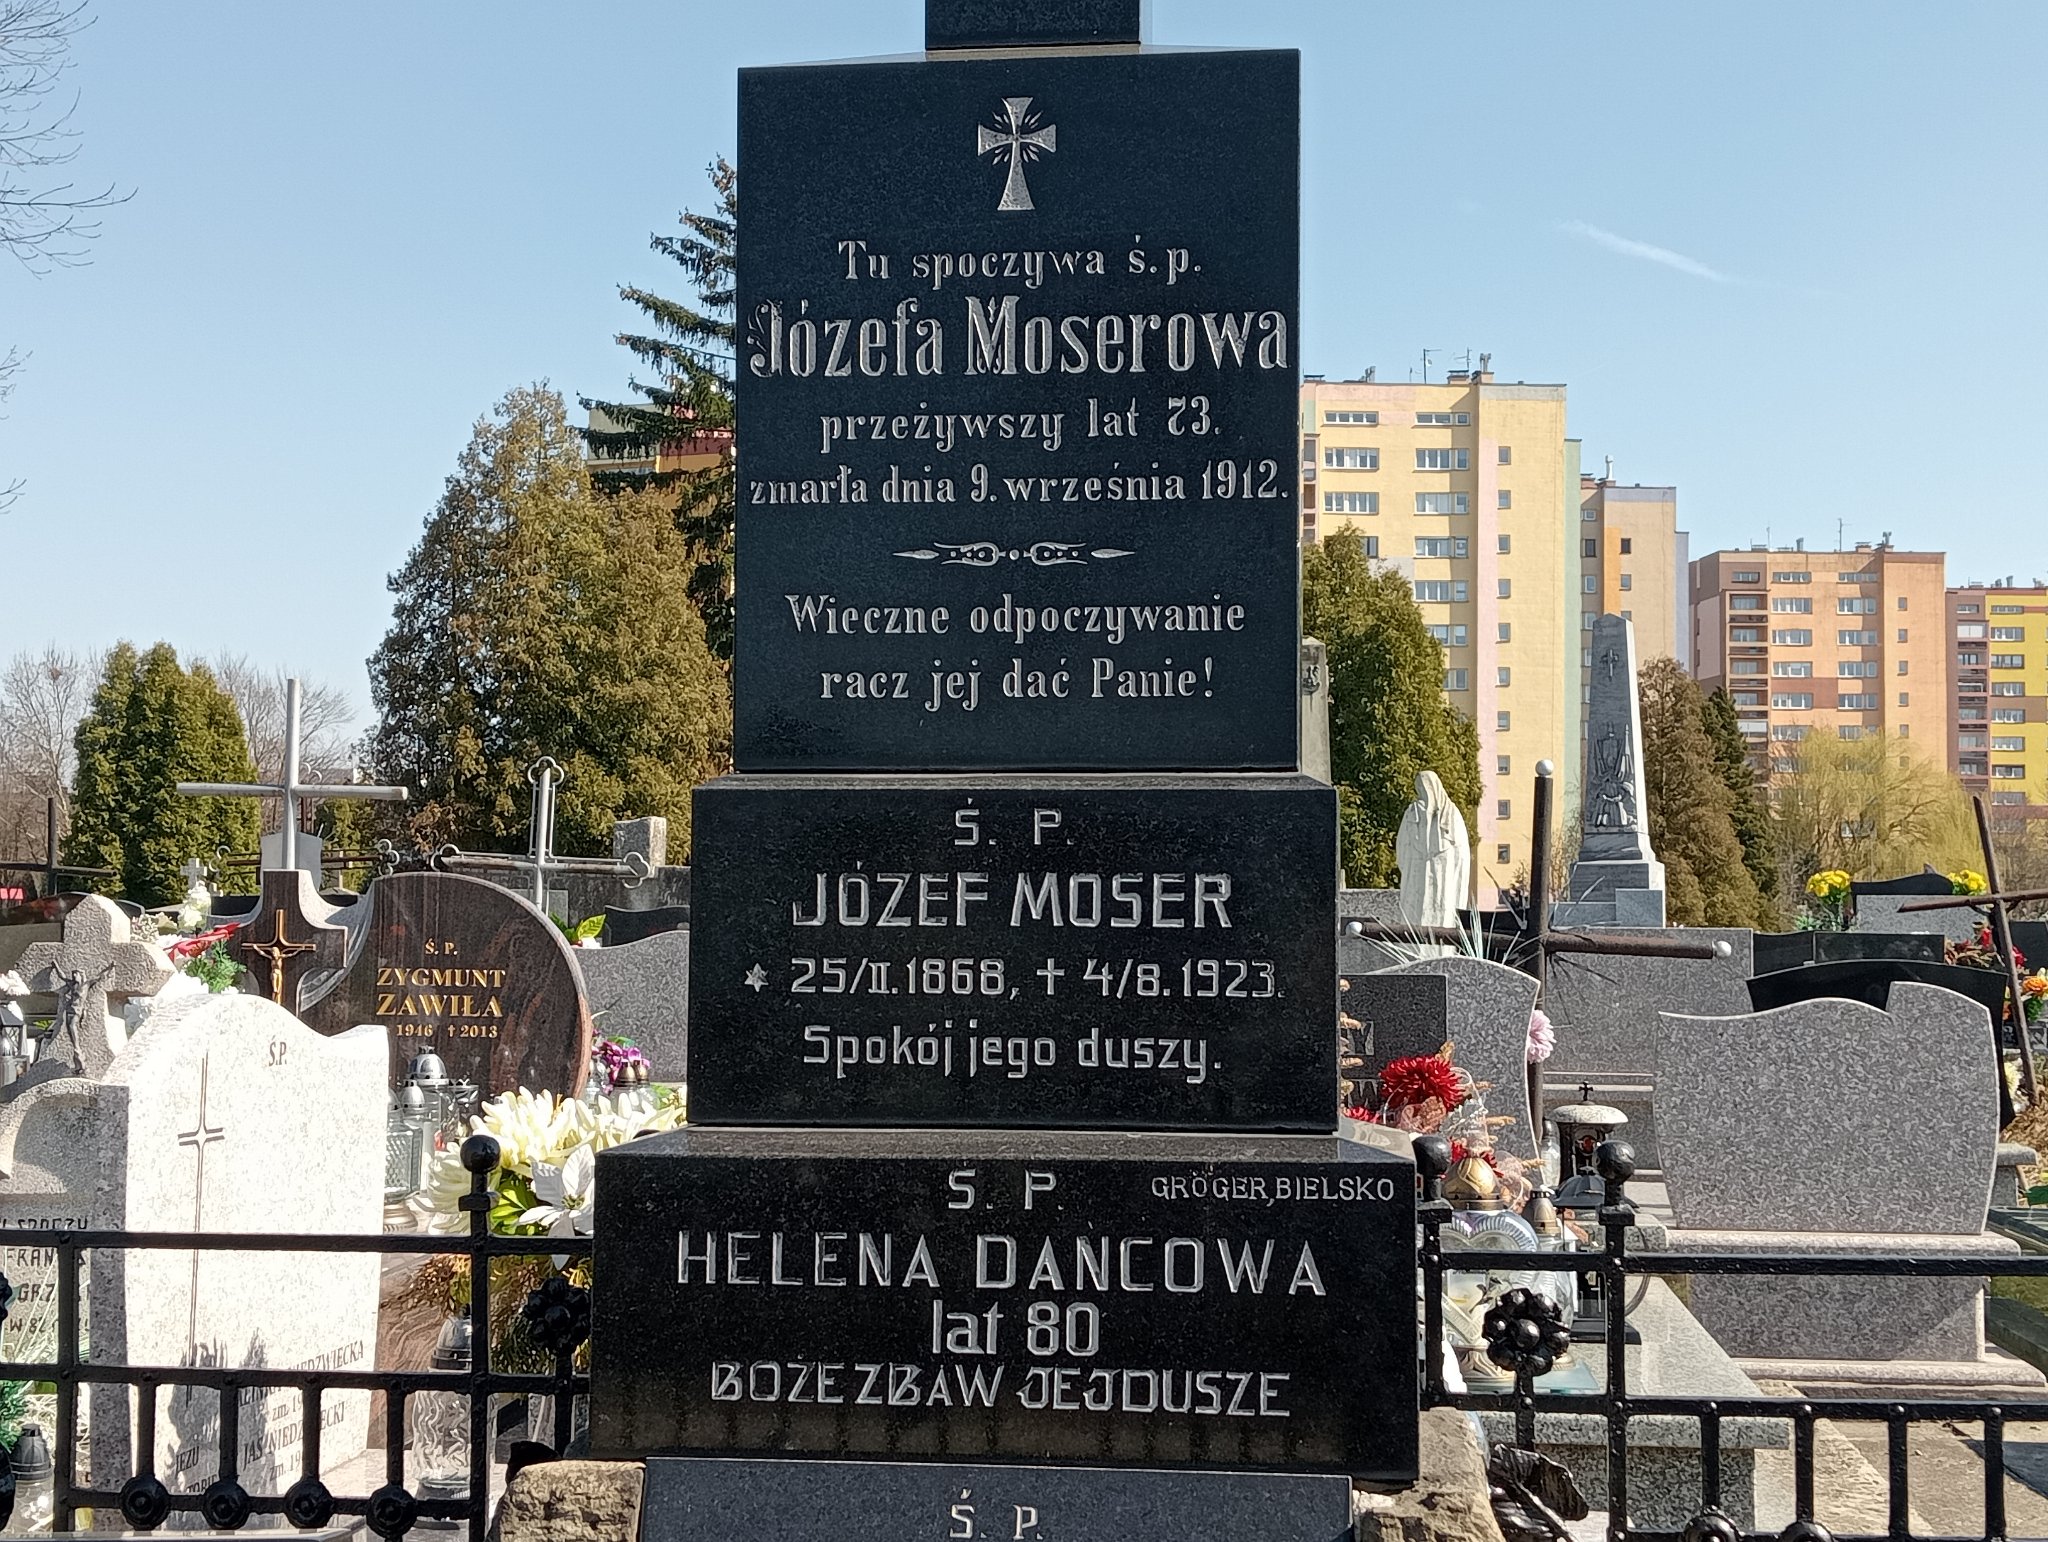 Tu spoczywa ś.p.
Józefa Moserowa
przeżywszy lat 73.
zmarła dnia 9. września 1912.
Wieczne odpoczywanie
racz jej dać Panie!
Ś. P.
JÓZEF MOSER
* 25/II.1868, † 4/8.1923.
Spokój jego duszy.
Ś. P.
GRÖGER, BIELSKO
HELENA DAŃCOWA
lat 80
BOŻE ZBAW JEJ DUSZE
Ś. P.
Ś. P.
ZYGMUNT
ZAWIŁA
1946 † 2013
Ś.P.
JEZU